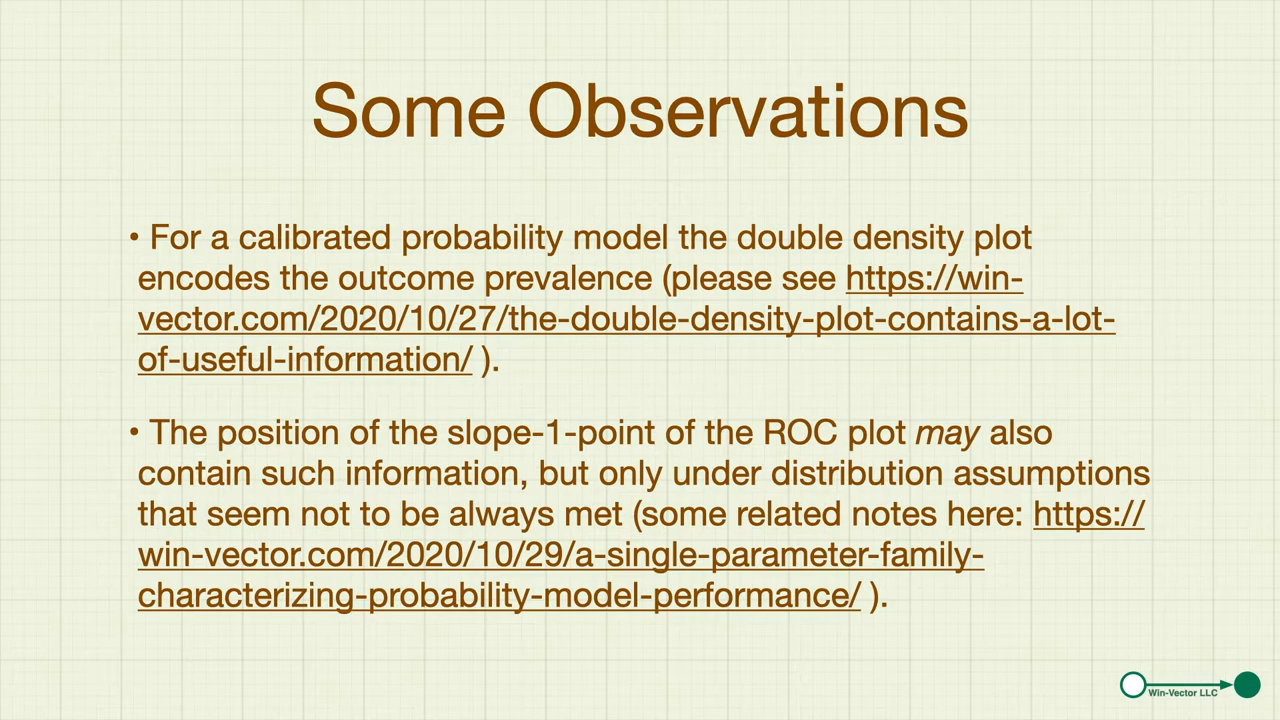 Some Observations
• For a calibrated probability model the double density plot
encodes the outcome prevalence (please see https://win-
vector.com/2020/10/27/the-double-density-plot-contains-a-lot-
of-useful-information/ ).
• The position of the slope-1-point of the ROC plot may also
contain such information, but only under distribution assumptions
that seem not to be always met (some related notes here: https://
win-vector.com/2020/10/29/a-single-parameter-family-
characterizing-probability-model-performance/ ).
Win-Vector LLC